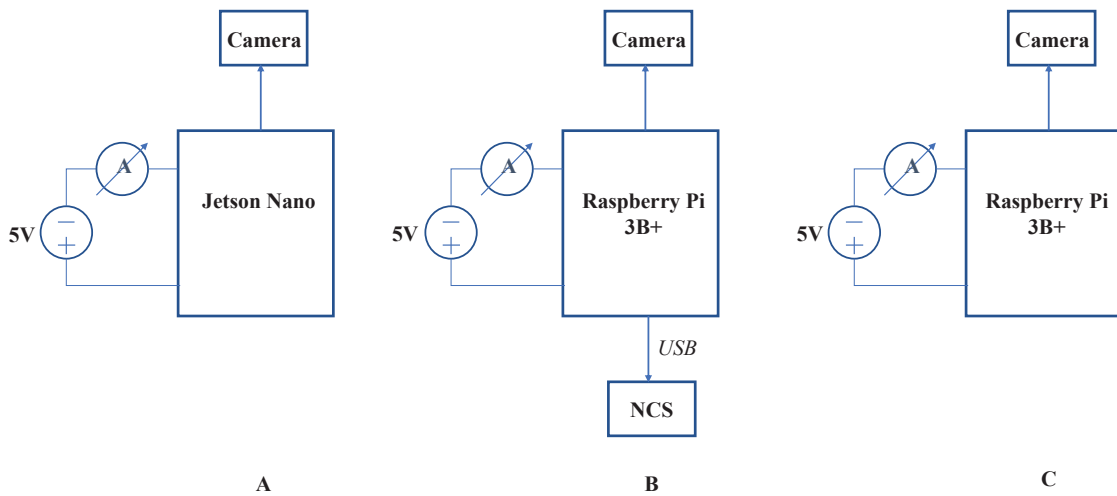 Camera
A
5V
Jetson Nano
A
Camera
A
5V
Raspberry Pi
3B+
USB
NCS
B
Camera
A
5V
Raspberry Pi
3B+
C